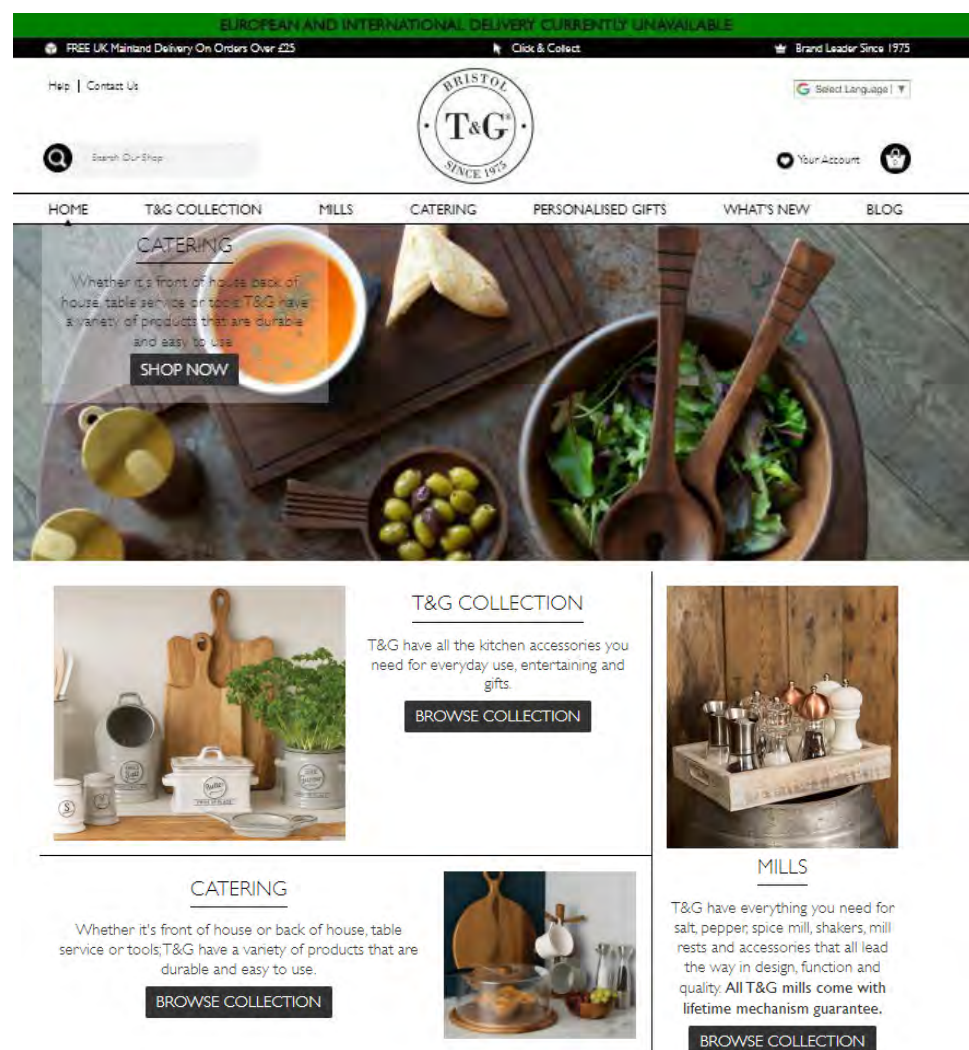 EUROPEAN AND INTERNATIONAL DELIVERY CURRENTLY UNAVAILABLE
FREE UK Mainland Delivery On Orders Over £25
Click & Collect
Brand Leader Since 1975
Help | Contact Us
BRISTOL
T&G®
SINCE 1975
G Select Language | ▼
Search Our Shop
Your Account
HOME
T&G COLLECTION
MILLS
CATERING
PERSONALISED GIFTS
WHAT'S NEW
BLOG
CATERING
Whether it's front of house back of
house, table service or tools T&G have
a variety of products that are durable
and easy to use
SHOP NOW
T&G COLLECTION
T&G have all the kitchen accessories you
need for everyday use, entertaining and
gifts.
BROWSE COLLECTION
S
Butter
CATERING
Whether it's front of house or back of house, table
service or tools,T&G have a variety of products that are
durable and easy to use.
BROWSE COLLECTION
MILLS
T&G have everything you need for
salt, pepper, spice mill, shakers, mill
rests and accessories that all lead
the way in design, function and
quality. All T&G mills come with
lifetime mechanism guarantee.
BROWSE COLLECTION